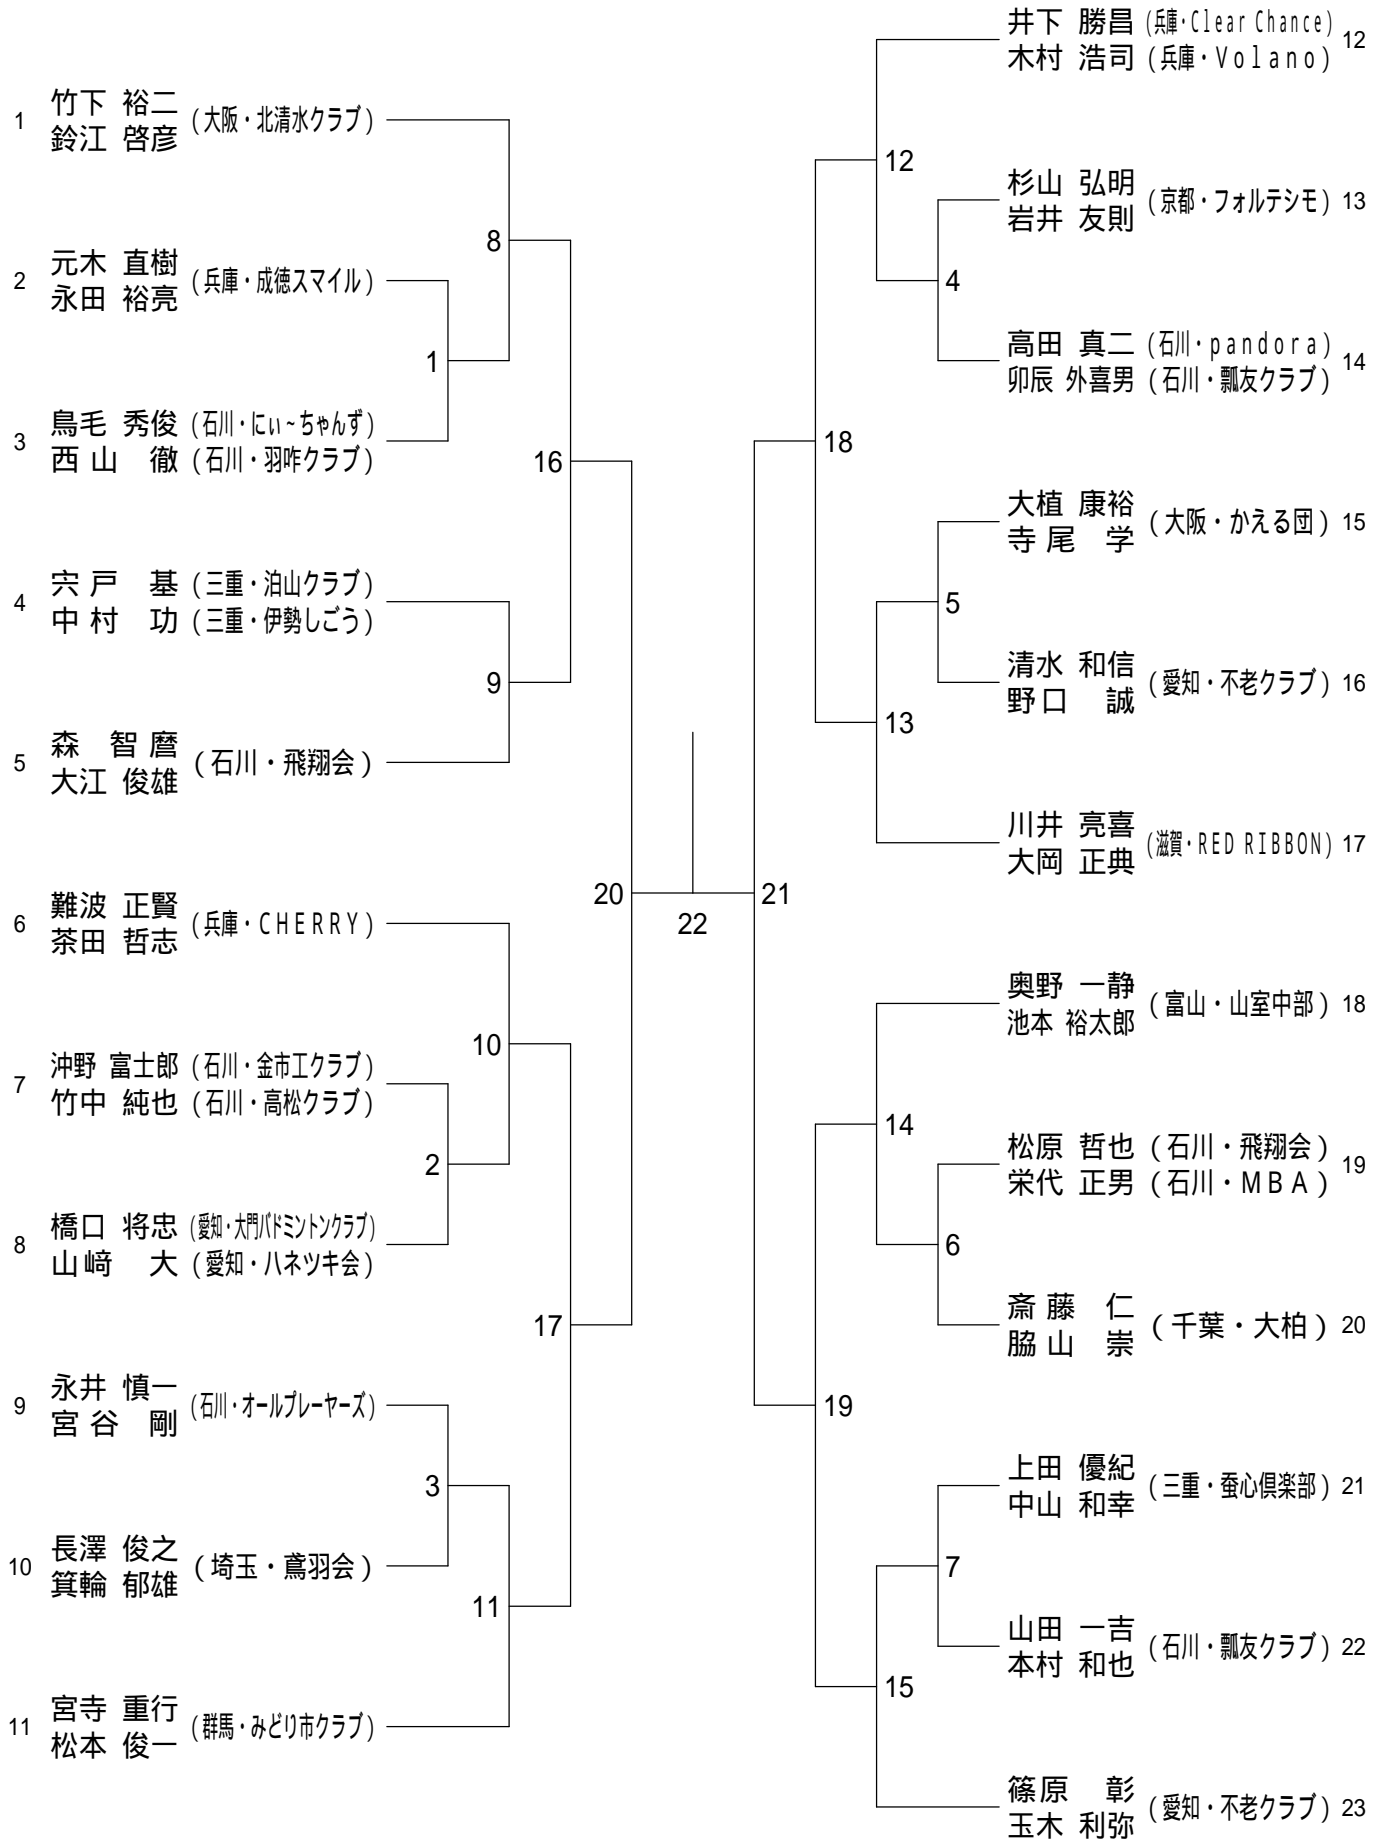 1 竹下 裕二 (大阪・北清水クラブ)
鈴江 啓彦
2 元木 直樹 (兵庫・成徳スマイル)
永田 裕亮
3 鳥毛 秀俊 (石川・にぃ~ちゃんず)
西山 徹 (石川・羽咋クラブ)
4 宍戸 基 (三重・泊山クラブ)
中村 功 (三重・伊勢しごう)
5 森 智麿 (石川・飛翔会)
大江 俊雄
6 難波 正賢 (兵庫・CHERRY)
茶田 哲志
7 沖野 富士郎 (石川・金市工クラブ)
竹中 純也 (石川・高松クラブ)
8 橋口 将忠 (愛知・大門バドミントンクラブ)
山﨑 大 (愛知・ハネツキ会)
9 永井 慎一 (石川・オールプレーヤーズ)
宮谷 剛
10 長澤 俊之 (埼玉・鳶羽会)
箕輪 郁雄
11 宮寺 重行 (群馬・みどり市クラブ)
松本 俊一
1
2
3
8
9
10
11
16
17
20
22
21
18
19
12
13
14
15
4
5
6
7
井下 勝昌 (兵庫・Clear Chance) 12
木村 浩司 (兵庫・Volano)
杉山 弘明 (京都・フォルテシモ) 13
岩井 友則
高田 真二 (石川・pandora) 14
卯辰 外喜男 (石川・瓢友クラブ)
大植 康裕 (大阪・かえる団) 15
寺尾 学
清水 和信 (愛知・不老クラブ) 16
野口 誠
川井 亮喜 (滋賀・RED RIBBON) 17
大岡 正典
奥野 一静 (富山・山室中部) 18
池本 裕太郎
松原 哲也 (石川・飛翔会) 19
栄代 正男 (石川・MBA)
斎藤 仁 (千葉・大柏) 20
脇山 崇
上田 優紀 (三重・蚕心倶楽部) 21
中山 和幸
山田 一吉 (石川・瓢友クラブ) 22
本村 和也
篠原 彰 (愛知・不老クラブ) 23
玉木 利弥